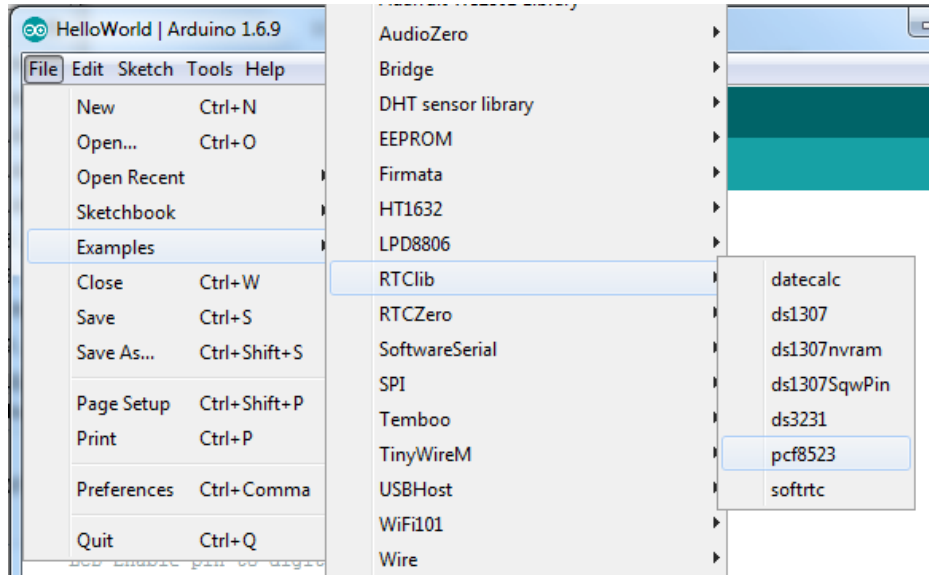 HelloWorld | Arduino 1.6.9
File Edit Sketch Tools Help
New Ctrl+N
Open... Ctrl+O
Open Recent
Sketchbook
Examples
Close Ctrl+W
Save Ctrl+S
Save As... Ctrl+Shift+S
Page Setup Ctrl+Shift+P
Print Ctrl+P
Preferences Ctrl+Comma
Quit Ctrl+Q
Library
AudioZero
Bridge
DHT sensor library
EEPROM
Firmata
HT1632
LPD8806
RTClib
RTCZero
SoftwareSerial
SPI
Temboo
TinyWireM
USBHost
WiFi101
Wire
datecalc
ds1307
ds1307nvram
ds1307SqwPin
ds3231
pcf8523
softrtc